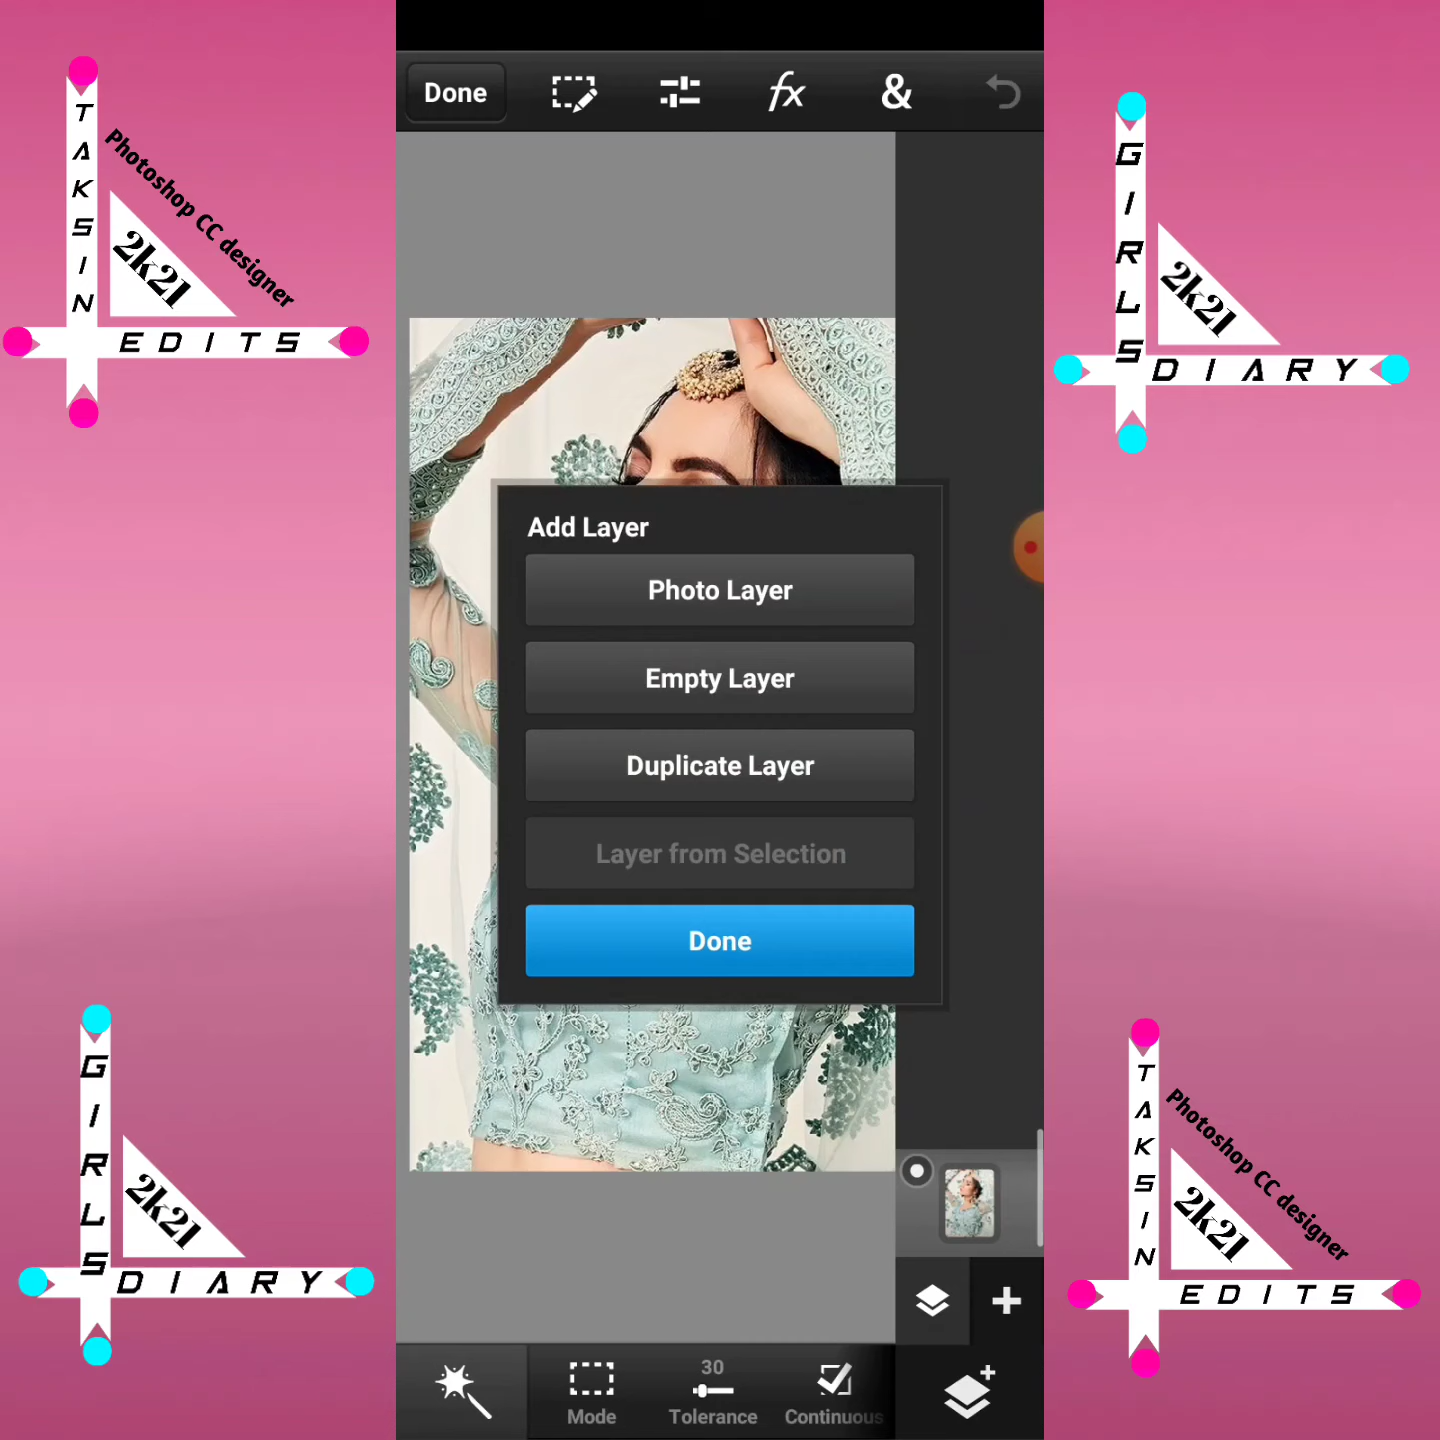 TAKSIN
EDITS
Photoshop CC designer
2k21
Done
fx
&
GIRLS
DIARY
2k21
Add Layer
Photo Layer
Empty Layer
Duplicate Layer
Layer from Selection
Done
GIRLS
DIARY
2k21
TAKSIN
EDITS
Photoshop CC designer
2k21
Mode
30
Tolerance
Continuous